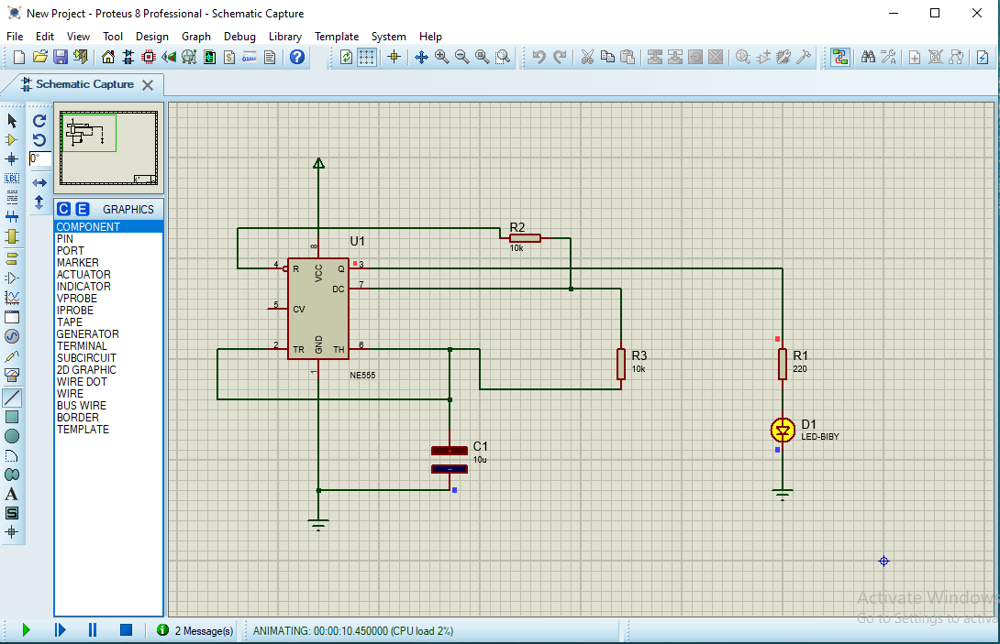 New Project - Proteus 8 Professional - Schematic Capture
File Edit View Tool Design Graph Debug Library Template System Help
Schematic Capture
0°
LBL
C E GRAPHICS
COMPONENT
PIN
PORT
MARKER
ACTUATOR
INDICATOR
VPROBE
IPROBE
TAPE
GENERATOR
TERMINAL
SUBCIRCUIT
2D GRAPHIC
WIRE DOT
WIRE
BUS WIRE
BORDER
TEMPLATE
A
S
R2
10k
U1
8
4
R
VCC
Q
3
DC
7
5
CV
2
TR
GND
TH
6
1
NE555
R3
10k
R1
220
D1
LED-BIBY
C1
10u
Activate Windows
Go to Settings to activa
2 Message(s)
ANIMATING: 00:00:10.450000 (CPU load 2%)